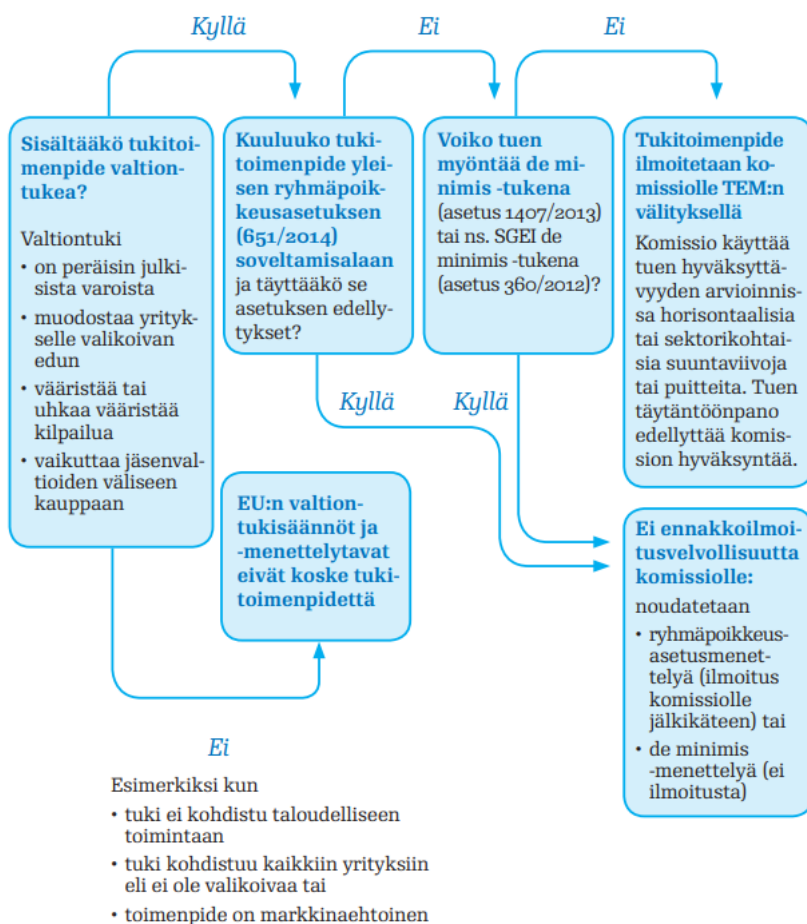 Kyllä
Ei
Ei
Sisältääkö tukitoi-
menpide valtion-
tukea?
Valtiontuki
• on peräisin julki-
sista varoista
• muodostaa yrityk-
selle valikoivan
edun
• vääristää tai
uhkaa vääristää
kilpailua
• vaikuttaa jäsenval-
tioiden väliseen
kauppaan
Kuuluuko tuki-
toimenpide ylei-
sen ryhmäpoik-
keusasetuksen
(651/2014)
soveltamisalaan
ja täyttääkö se
asetuksen edelly-
tykset?
Voiko tuen
myöntää de mi-
nimis -tukena
(asetus 1407/2013)
tai ns. SGEI de
minimis -tukena
(asetus 360/2012)?
Tukitoimenpide
ilmoitetaan ko-
missiolle TEM:n
välityksellä
Komissio käyttää
tuen hyväksyttä-
vyyden arvioinnis-
sa horisontaalisia
tai sektorikohtai-
sia suuntaviivoja
tai puitteita. Tuen
täytäntöönpano
edellyttää komis-
sion hyväksyntää.
Kyllä
Kyllä
EU:n valtion-
tukisäännöt ja
-menettelytavat
eivät koske tuki-
toimenpidettä
Ei ennakkoilmoi-
tusvelvollisuutta
komissiolle:
noudatetaan
• ryhmäpoikkeus-
asetusmenet-
telyä (ilmoitus
komissiolle
jälkikäteen) tai
• de minimis
-menettelyä (ei
ilmoitusta)
Ei
Esimerkiksi kun
• tuki ei kohdistu taloudelliseen
toimintaan
• tuki kohdistuu kaikkiin yrityksiin
eli ei ole valikoivaa tai
• toimenpide on markkinaehtoinen